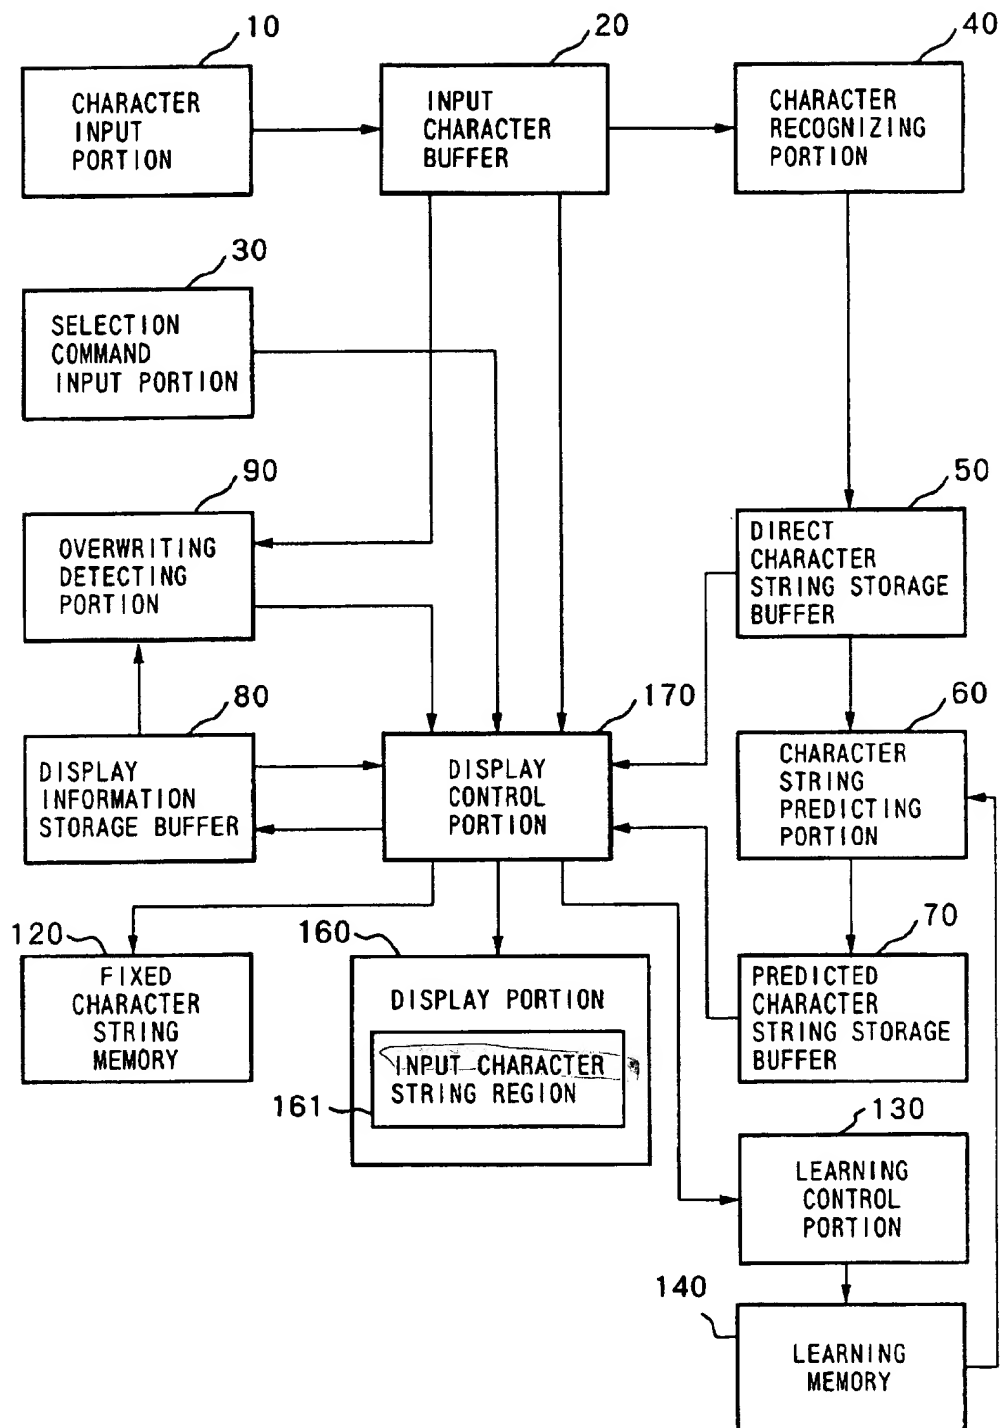 10
20
40
CHARACTER
INPUT
PORTION
INPUT
CHARACTER
BUFFER
CHARACTER
RECOGNIZING
PORTION
30
SELECTION
COMMAND
INPUT PORTION
90
50
OVERWRITING
DETECTING
PORTION
DIRECT
CHARACTER
STRING STORAGE
BUFFER
80
170
60
DISPLAY
INFORMATION
STORAGE BUFFER
DISPLAY
CONTROL
PORTION
CHARACTER
STRING
PREDICTING
PORTION
120
160
70
FIXED
CHARACTER
STRING
MEMORY
DISPLAY PORTION
INPUT CHARACTER
STRING REGION
161
PREDICTED
CHARACTER
STRING STORAGE
BUFFER
130
LEARNING
CONTROL
PORTION
140
LEARNING
MEMORY